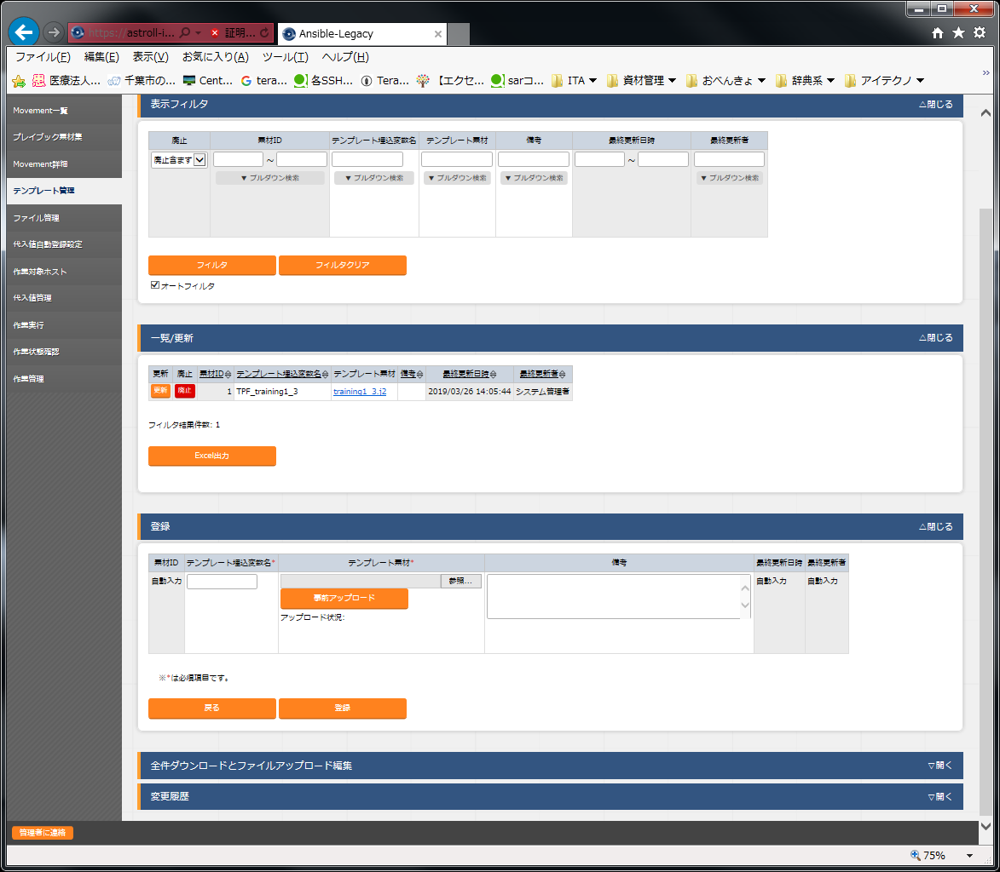 https://astroll-i... 証明... Ansible-Legacy
ファイル(F) 編集(E) 表示(V) お気に入り(A) ツール(T) ヘルプ(H)
医療法人... 千葉市の... Cent... tera... 各SSH... Tera... 【エクセ... sarコ... ITA ▼ 資材管理 ▼ おべんきょ ▼ 辞典系 ▼ アイテクノ ▼ »
Movement一覧
プレイブック素材集
Movement詳細
テンプレート管理
ファイル管理
代入値自動登録設定
作業対象ホスト
代入値管理
作業実行
作業状態確認
作業管理
表示フィルタ △閉じる
廃止 素材ID テンプレート埋込変数名 テンプレート素材 備考 最終更新日時 最終更新者
廃止含まず ~ ~
▼ プルダウン検索 ▼ プルダウン検索 ▼ プルダウン検索 ▼ プルダウン検索 ▼ プルダウン検索
フィルタ フィルタクリア
オートフィルタ
一覧/更新 △閉じる
更新 廃止 素材ID テンプレート埋込変数名 テンプレート素材 備考 最終更新日時 最終更新者
更新 廃止 1 TPF_training1_3 training1_3.j2 2019/03/26 14:05:44 システム管理者
フィルタ結果件数: 1
Excel出力
登録 △閉じる
素材ID テンプレート埋込変数名* テンプレート素材* 備考 最終更新日時 最終更新者
自動入力 参照... 自動入力 自動入力
事前アップロード
アップロード状況:
※*は必須項目です。
戻る 登録
全件ダウンロードとファイルアップロード編集 ▽開く
変更履歴 ▽開く
管理者に連絡
75%